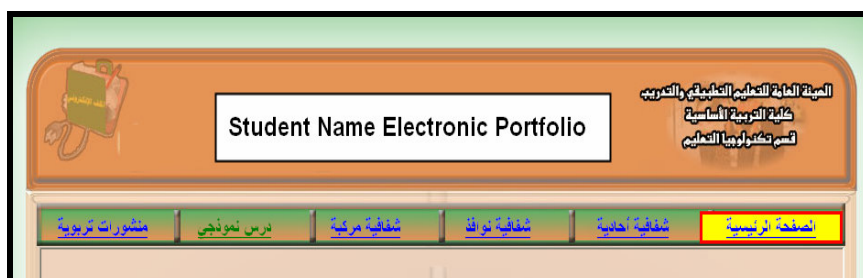 الهيئة العامة للتعليم التطبيقي والتدريب
كلية التربية الأساسية
قسم تكنولوجيا التعليم
Student Name Electronic Portfolio
الصفحة الرئيسية شفافية أحادية شفافية نوافذ شفافية مركبة درس نموذجي منشورات تربوية